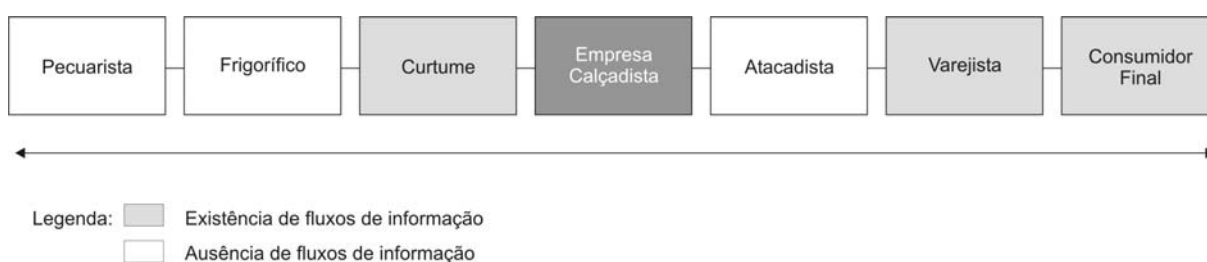 Pecuarista
Frigorífico
Curtume
Empresa
Calçadista
Atacadista
Varejista
Consumidor
Final
Legenda:
Existência de fluxos de informação
Ausência de fluxos de informação